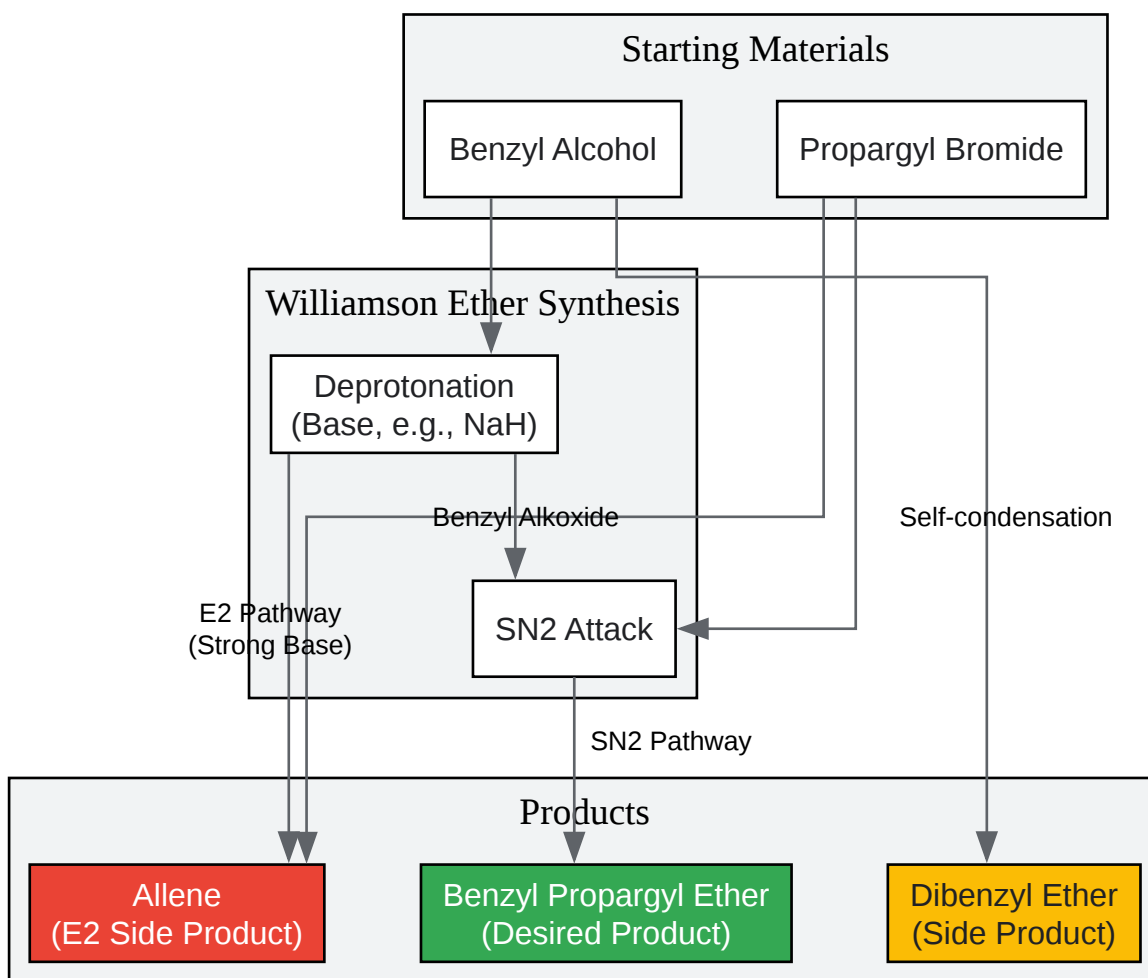 Starting Materials
Benzyl Alcohol
Propargyl Bromide
Williamson Ether Synthesis
Deprotonation
(Base, e.g., NaH)
Benzyl Alkoxide
Self-condensation
E2 Pathway
(Strong Base)
SN2 Attack
SN2 Pathway
Products
Allene
(E2 Side Product)
Benzyl Propargyl Ether
(Desired Product)
Dibenzyl Ether
(Side Product)